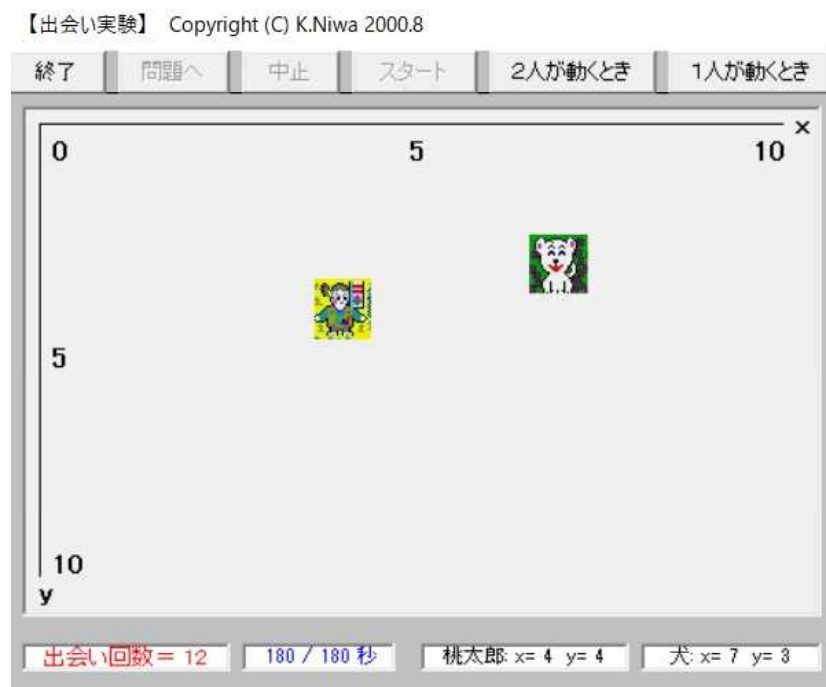 【出会い実験】 Copyright (C) K.Niwa 2000.8
終了 問題へ 中止 スタート 2人が動くとき 1人が動くとき
x
0 5 10
5
10
y
出会い回数= 12 180 / 180 秒 桃太郎: x= 4 y= 4 犬: x= 7 y= 3